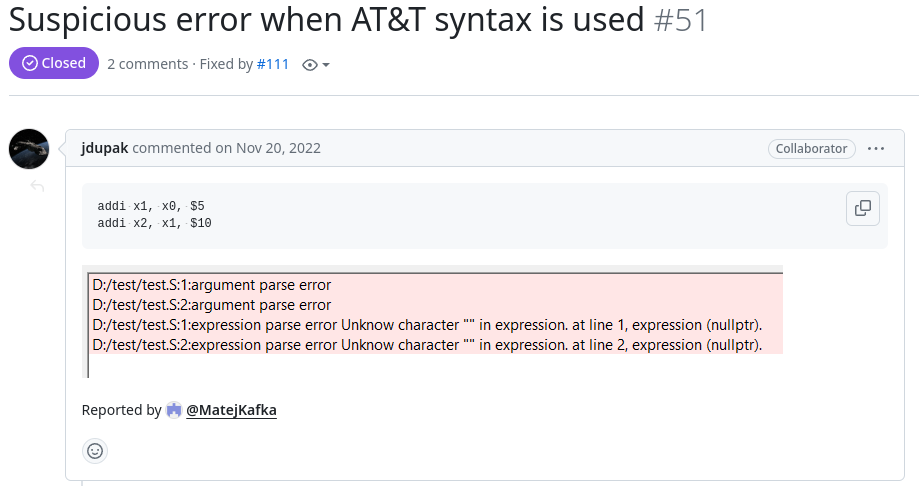 Suspicious error when AT&T syntax is used #51
Closed 2 comments · Fixed by #111
jdupak commented on Nov 20, 2022 Collaborator
addi x1, x0, $5
addi x2, x1, $10
D:/test/test.S:1:argument parse error
D:/test/test.S:2:argument parse error
D:/test/test.S:1:expression parse error Unknow character "" in expression. at line 1, expression (nullptr).
D:/test/test.S:2:expression parse error Unknow character "" in expression. at line 2, expression (nullptr).
Reported by @MatejKafka